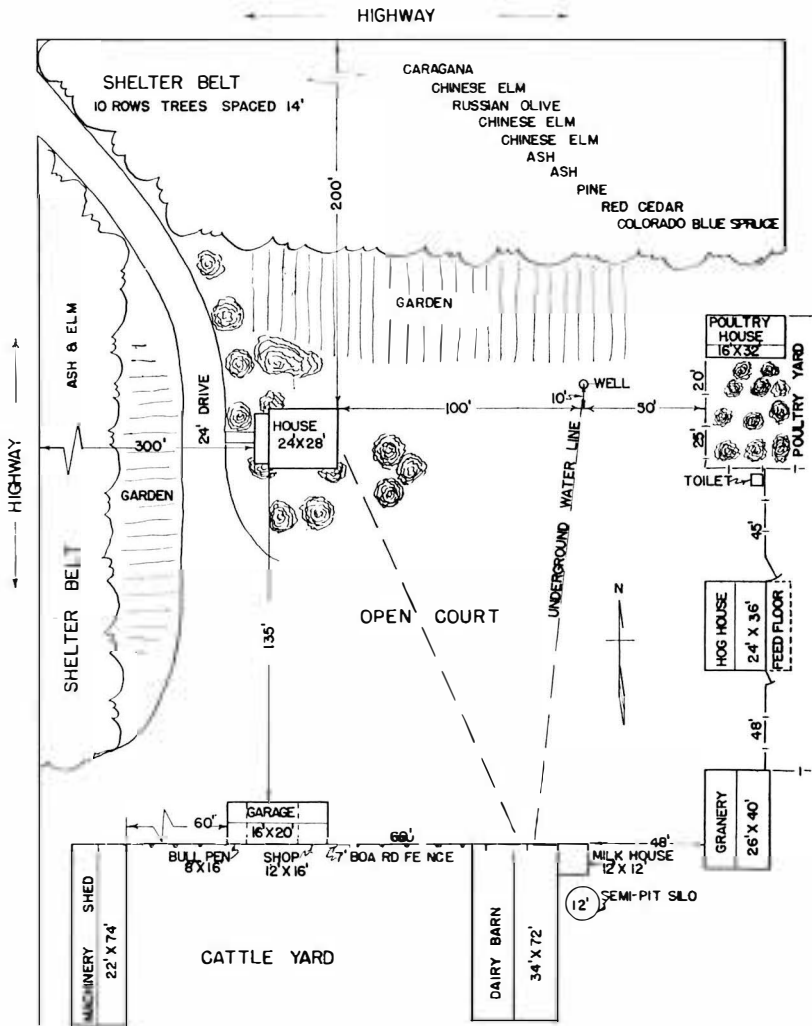 HIGHWAY
SHELTER BELT
10 ROWS TREES SPACED 14'
CARAGANA
CHINESE ELM
RUSSIAN OLIVE
CHINESE ELM
CHINESE ELM
ASH
ASH
PINE
RED CEDAR
COLORADO BLUE SPRUCE
200'
GARDEN
POULTRY
HOUSE
16'X32'
POULTRY YARD
20'
25'
ASH & ELM
24' DRIVE
HOUSE
24'X28'
100'
WELL
10'
50'
300'
HIGHWAY
GARDEN
TOILET
UNDERGROUND WATER LINE
45'
SHELTER BELT
135'
OPEN COURT
N
HOG HOUSE
24' X 36'
FEED FLOOR
48'
GARAGE
16'X20'
60'
66'
48'
BULL PEN
8'X16'
SHOP
12'X16'
7' BOARD FENCE
MILK HOUSE
12'X12'
GRANERY
26'X40'
12'
SEMI-PIT SILO
MACHINERY SHED
22'X74'
CATTLE YARD
DAIRY BARN
34'X72'